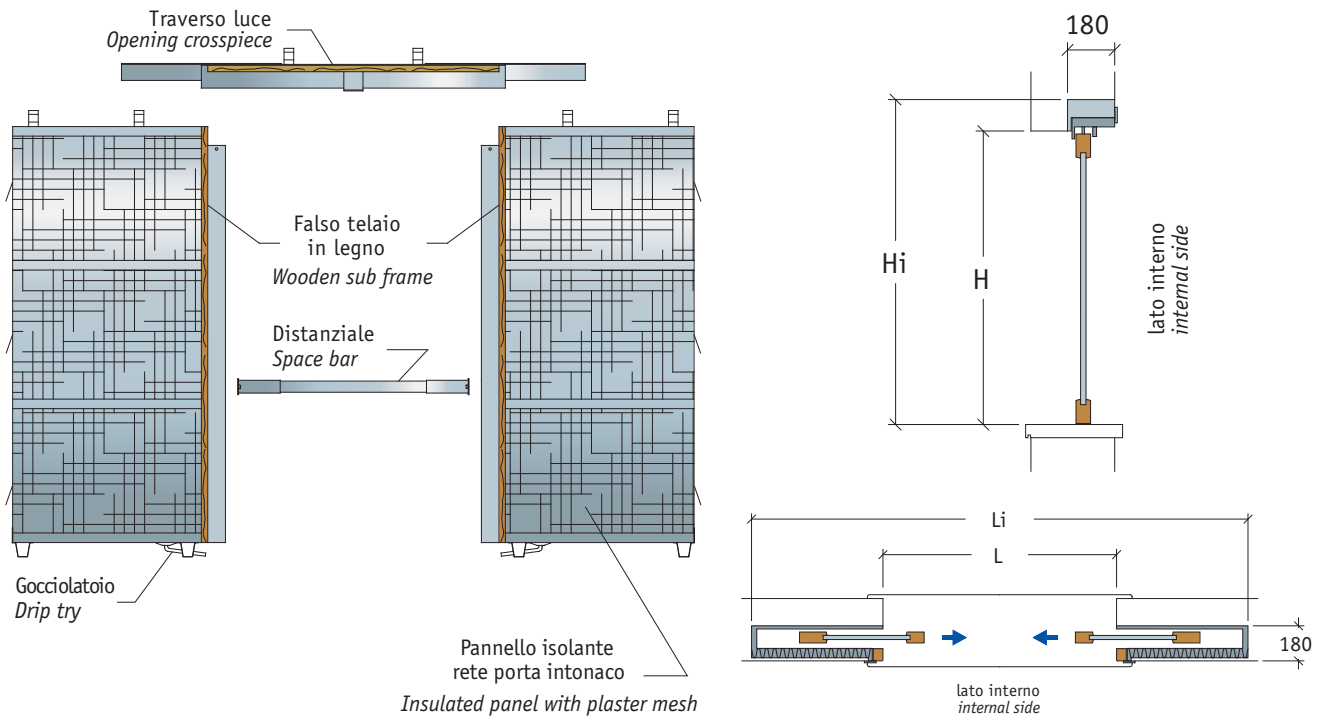 Traverso luce
Opening crosspiece
Falso telaio
in legno
Wooden sub frame
Distanziale
Space bar
Gocciolatoio
Drip try
Pannello isolante
rete porta intonaco
Insulated panel with plaster mesh
180
Hi
H
lato interno
internal side
Li
L
180
lato interno
internal side